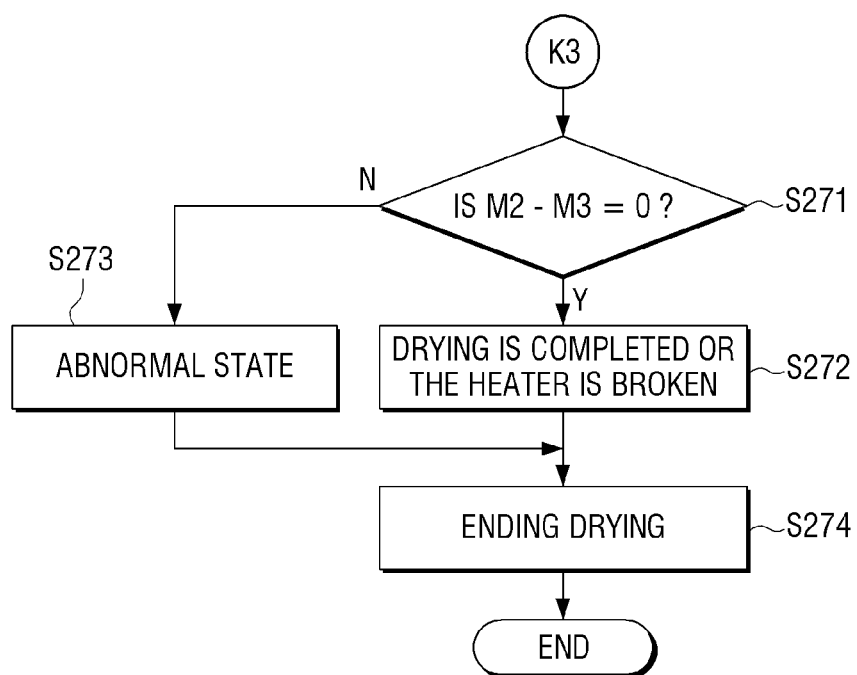 K3
IS M2 - M3 = 0 ?
S271
N
Y
S273
ABNORMAL STATE
DRYING IS COMPLETED OR
THE HEATER IS BROKEN
S272
ENDING DRYING
S274
END